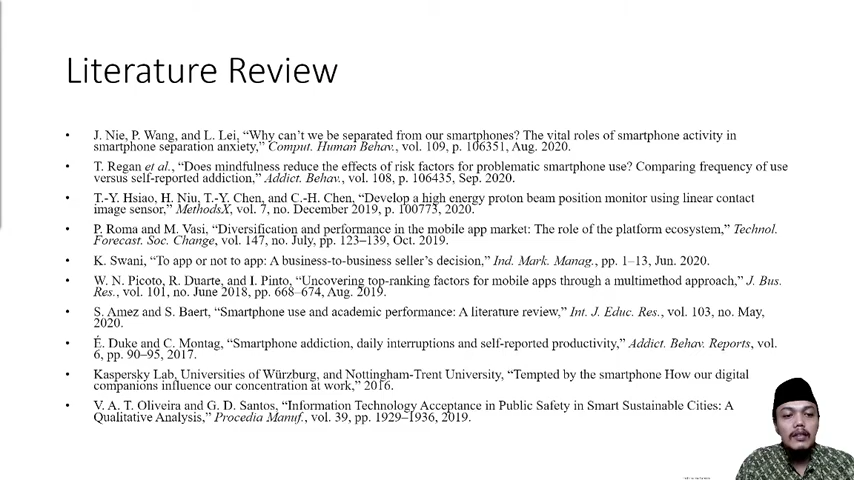 Literature Review
• J. Nie, P. Wang, and L. Lei, “Why can’t we be separated from our smartphones? The vital roles of smartphone activity in
smartphone separation anxiety,” Comput. Human Behav., vol. 109, p. 106351, Aug. 2020.
• T. Regan et al., “Does mindfulness reduce the effects of risk factors for problematic smartphone use? Comparing frequency of use
versus self-reported addiction,” Addict. Behav., vol. 108, p. 106435, Sep. 2020.
• T.-Y. Hsiao, H. Niu, T.-Y. Chen, and C.-H. Chen, “Develop a high energy proton beam position monitor using linear contact
image sensor,” MethodsX, vol. 7, no. December 2019, p. 100773, 2020.
• P. Roma and M. Vasi, “Diversification and performance in the mobile app market: The role of the platform ecosystem,” Technol.
Forecast. Soc. Change, vol. 147, no. July, pp. 123–139, Oct. 2019.
• K. Swani, “To app or not to app: A business-to-business seller’s decision,” Ind. Mark. Manag., pp. 1–13, Jun. 2020.
• W. N. Picoto, R. Duarte, and I. Pinto, “Uncovering top-ranking factors for mobile apps through a multimethod approach,” J. Bus.
Res., vol. 101, no. June 2018, pp. 668–674, Aug. 2019.
• S. Amez and S. Baert, “Smartphone use and academic performance: A literature review,” Int. J. Educ. Res., vol. 103, no. May,
2020.
• É. Duke and C. Montag, “Smartphone addiction, daily interruptions and self-reported productivity,” Addict. Behav. Reports, vol.
6, pp. 90–95, 2017.
• Kaspersky Lab, Universities of Würzburg, and Nottingham-Trent University, “Tempted by the smartphone How our digital
companions influence our concentration at work,” 2016.
• V. A. T. Oliveira and G. D. Santos, “Information Technology Acceptance in Public Safety in Smart Sustainable Cities: A
Qualitative Analysis,” Procedia Manuf., vol. 39, pp. 1929–1936, 2019.